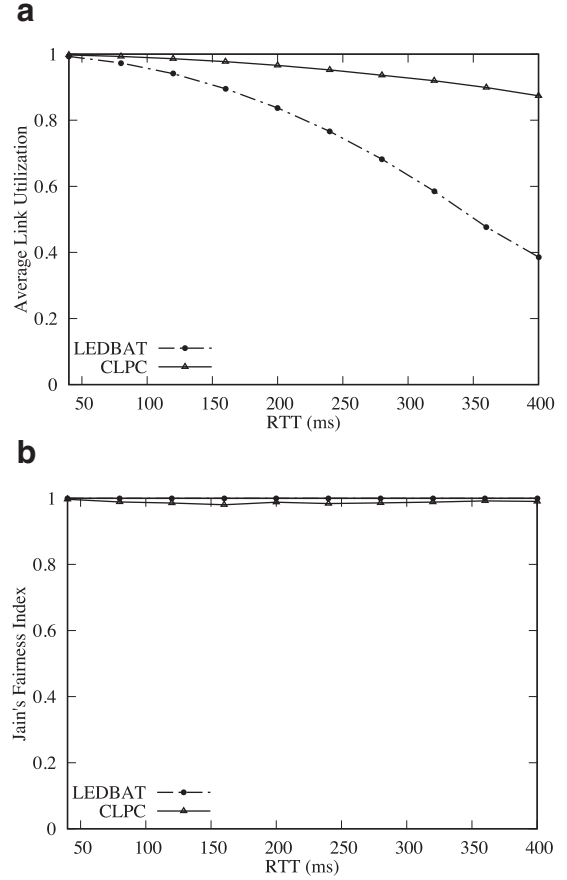 a
1
0.8
0.6
0.4
0.2
0
Average Link Utilization
LEDBAT
CLPC
50 100 150 200 250 300 350 400
RTT (ms)
b
1
0.8
0.6
0.4
0.2
0
Jain's Fairness Index
LEDBAT
CLPC
50 100 150 200 250 300 350 400
RTT (ms)